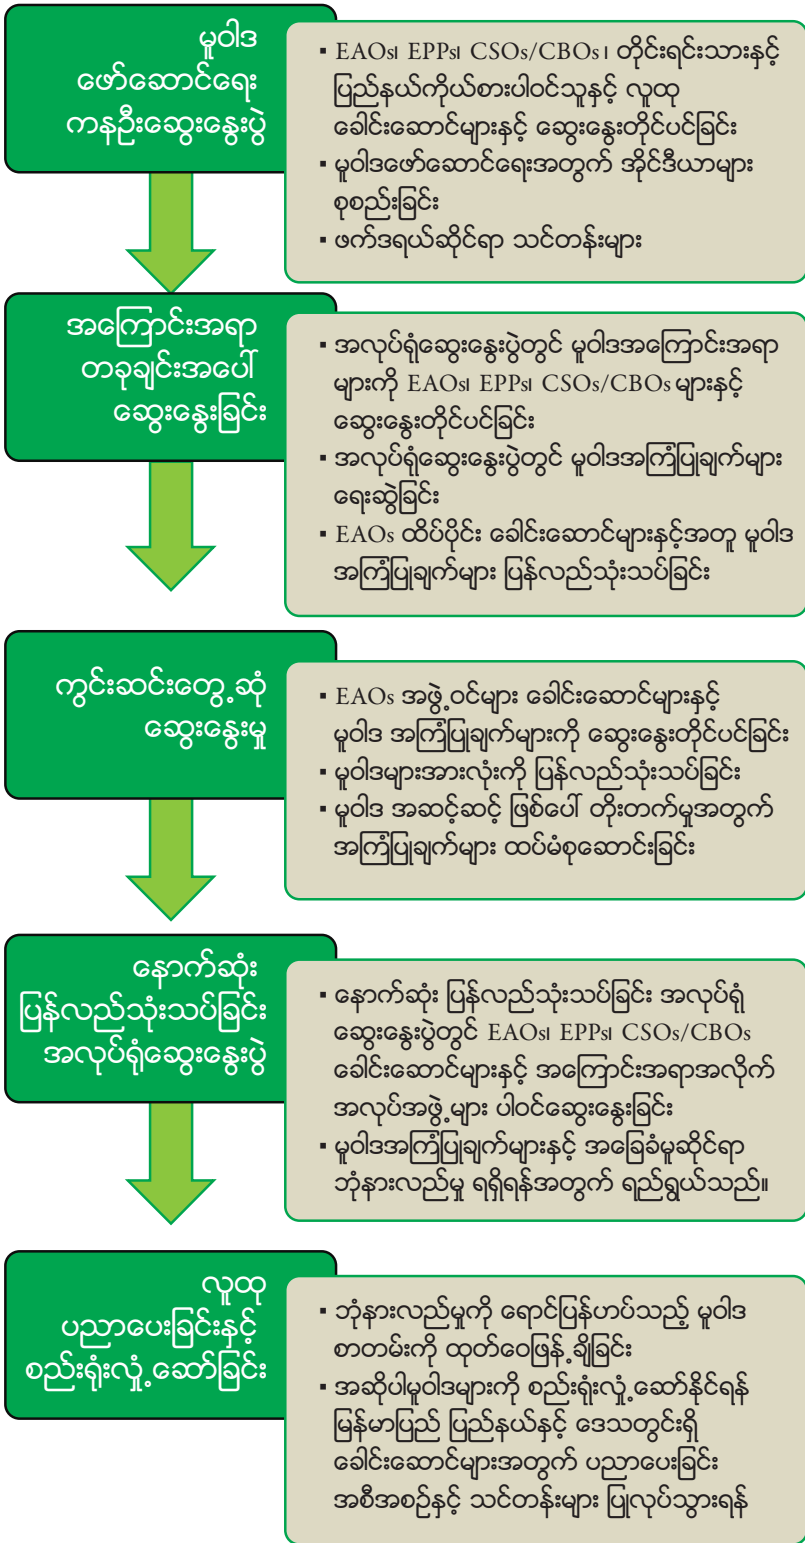 မူဝါဒ
ဖော်ဆောင်ရေး
ကနဦးဆွေးနွေးပွဲ
▪ EAOs၊ EPPs၊ CSOs/CBOs၊ တိုင်းရင်းသားနှင့်
ပြည်နယ်ကိုယ်စားပါဝင်သူနှင့် လူထု
ခေါင်းဆောင်များနှင့် ဆွေးနွေးတိုင်ပင်ခြင်း
▪ မူဝါဒဖော်ဆောင်ရေးအတွက် အိုင်ဒီယာများ
စုစည်းခြင်း
▪ ဖက်ဒရယ်ဆိုင်ရာ သင်တန်းများ
အကြောင်းအရာ
တခုချင်းအပေါ်
ဆွေးနွေးခြင်း
▪ အလုပ်ရုံဆွေးနွေးပွဲတွင် မူဝါဒအကြောင်းအရာ
များကို EAOs၊ EPPs၊ CSOs/CBOs များနှင့်
ဆွေးနွေးတိုင်ပင်ခြင်း
▪ အလုပ်ရုံဆွေးနွေးပွဲတွင် မူဝါဒအကြံပြုချက်များ
ရေးဆွဲခြင်း
▪ EAOs ထိပ်ပိုင်း ခေါင်းဆောင်များနှင့်အတူ မူဝါဒ
အကြံပြုချက်များ ပြန်လည်သုံးသပ်ခြင်း
ကွင်းဆင်းတွေ့ဆုံ
ဆွေးနွေးမှု
▪ EAOs အဖွဲ့ဝင်များ ခေါင်းဆောင်များနှင့်
မူဝါဒ အကြံပြုချက်များကို ဆွေးနွေးတိုင်ပင်ခြင်း
▪ မူဝါဒများအားလုံးကို ပြန်လည်သုံးသပ်ခြင်း
▪ မူဝါဒ အဆင့်ဆင့် ဖြစ်ပေါ် တိုးတက်မှုအတွက်
အကြံပြုချက်များ ထပ်မံစုဆောင်းခြင်း
နောက်ဆုံး
ပြန်လည်သုံးသပ်ခြင်း
အလုပ်ရုံဆွေးနွေးပွဲ
▪ နောက်ဆုံး ပြန်လည်သုံးသပ်ခြင်း အလုပ်ရုံ
ဆွေးနွေးပွဲတွင် EAOs၊ EPPs၊ CSOs/CBOs
ခေါင်းဆောင်များနှင့် အကြောင်းအရာအလိုက်
အလုပ်အဖွဲ့များ ပါဝင်ဆွေးနွေးခြင်း
▪ မူဝါဒအကြံပြုချက်များနှင့် အခြေခံမူဆိုင်ရာ
ဘုံနားလည်မှု ရရှိရန်အတွက် ရည်ရွယ်သည်။
လူထု
ပညာပေးခြင်းနှင့်
စည်းရုံးလှုံ့ဆော်ခြင်း
▪ ဘုံနားလည်မှုကို ရောင်ပြန်ဟပ်သည့် မူဝါဒ
စာတမ်းကို ထုတ်ဝေဖြန့်ချိခြင်း
▪ အဆိုပါမူဝါဒများကို စည်းရုံးလှုံ့ဆော်နိုင်ရန်
မြန်မာပြည် ပြည်နယ်နှင့် ဒေသတွင်းရှိ
ခေါင်းဆောင်များအတွက် ပညာပေးခြင်း
အစီအစဉ်နှင့် သင်တန်းများ ပြုလုပ်သွားရန်